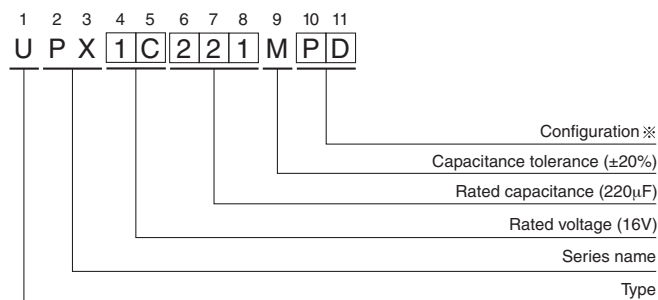 1 2 3 4 5 6 7 8 9 10 11
U P X 1 C 2 2 1 M P D
Configuration ※
Capacitance tolerance (±20%)
Rated capacitance (220μF)
Rated voltage (16V)
Series name
Type